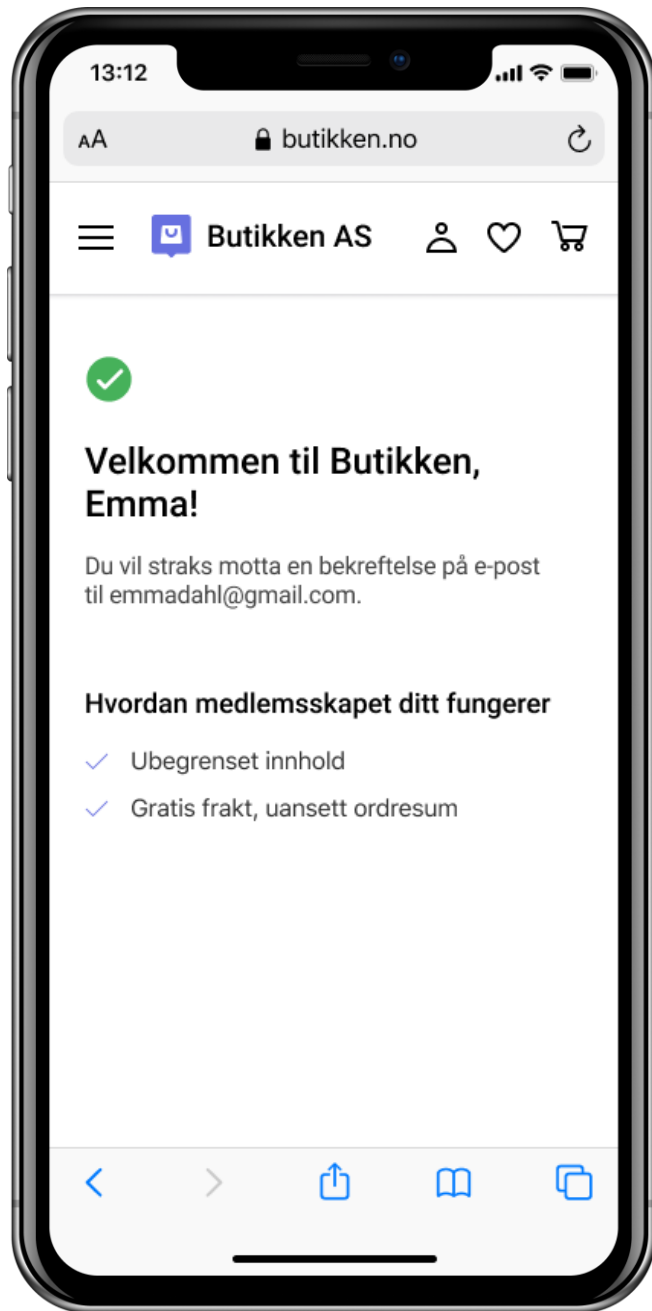 13:12
AA butikken.no
Butikken AS
Velkommen til Butikken,
Emma!
Du vil straks motta en bekreftelse på e-post
til emmadahl@gmail.com.
Hvordan medlemsskapet ditt fungerer
Ubegrenset innhold
Gratis frakt, uansett ordresum